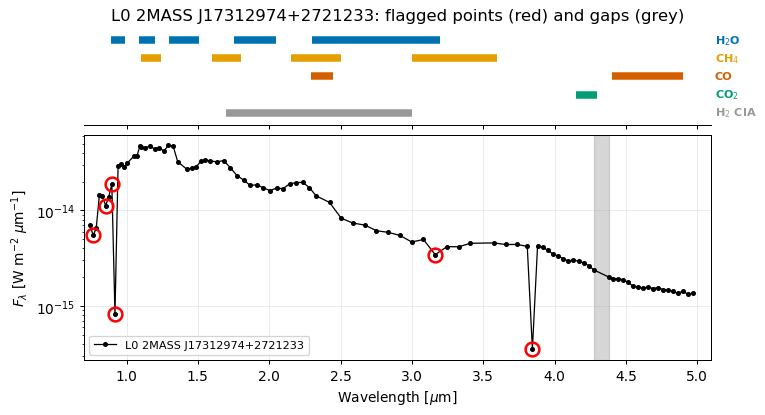 L0 2MASS J17312974+2721233: flagged points (red) and gaps (grey)
H₂O
CH₄
CO
CO₂
H₂ CIA
10⁻¹⁴
10⁻¹⁵
F_λ [W m⁻² μm⁻¹]
L0 2MASS J17312974+2721233
1.0 1.5 2.0 2.5 3.0 3.5 4.0 4.5 5.0
Wavelength [μm]